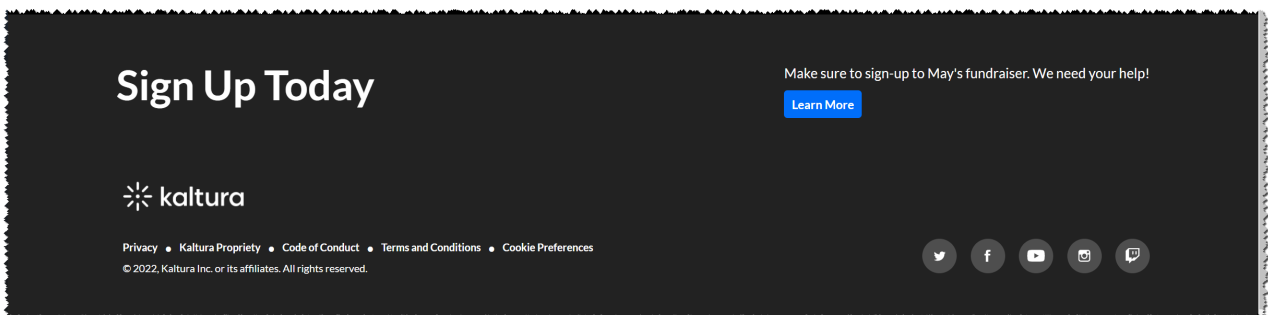 Sign Up Today
Make sure to sign-up to May's fundraiser. We need your help!
Learn More
kaltura
Privacy ● Kaltura Propriety ● Code of Conduct ● Terms and Conditions ● Cookie Preferences
© 2022, Kaltura Inc. or its affiliates. All rights reserved.